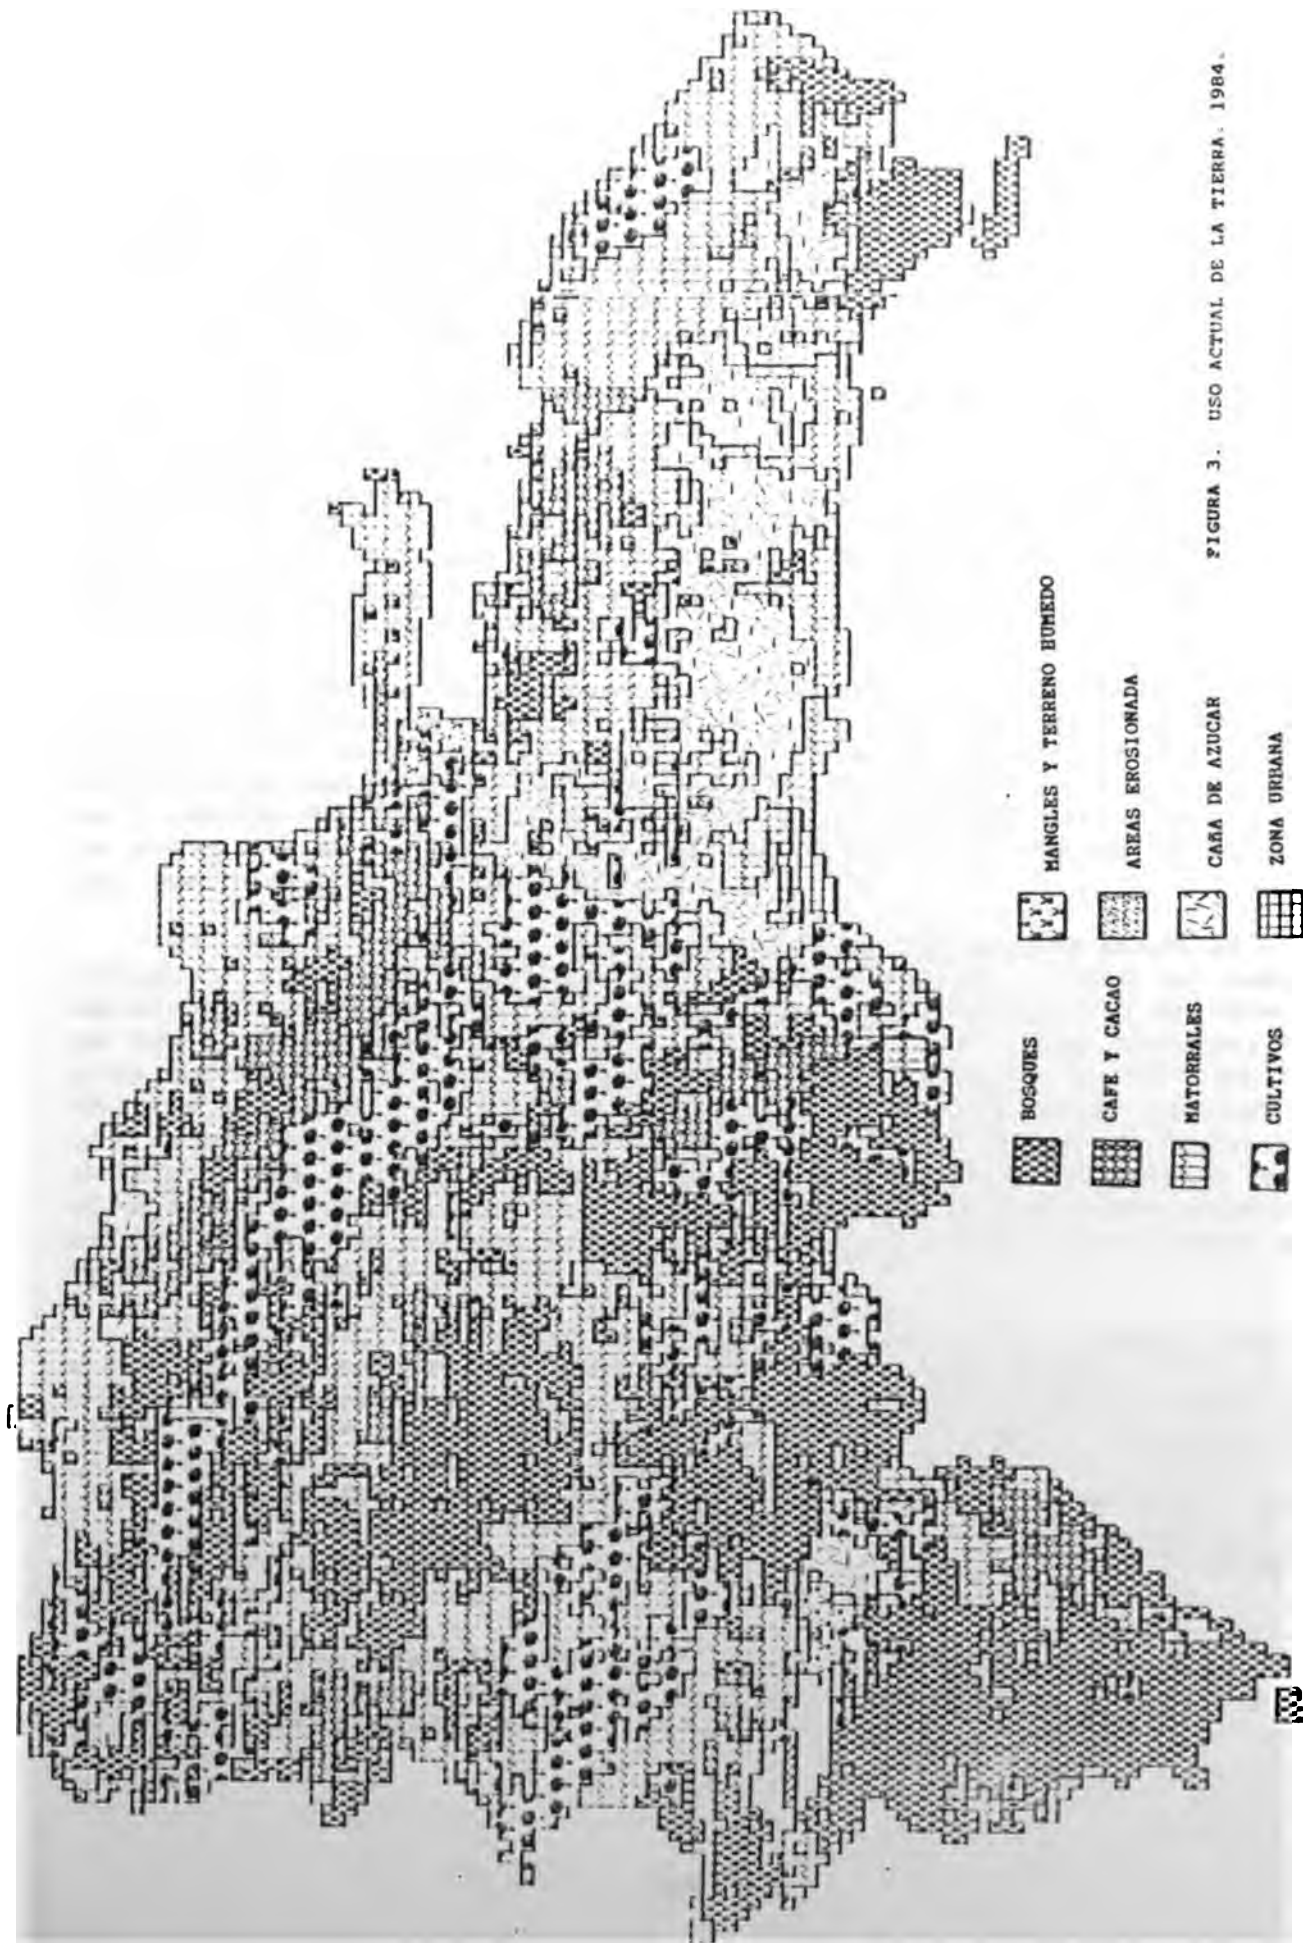 BOSQUES
CAFE Y CACAO
MATORRALES
CULTIVOS
MANGLES Y TERRENO HUMEDO
AREAS EROSIONADA
CAÑA DE AZUCAR
ZONA URBANA
FIGURA 3. USO ACTUAL DE LA TIERRA. 1984.